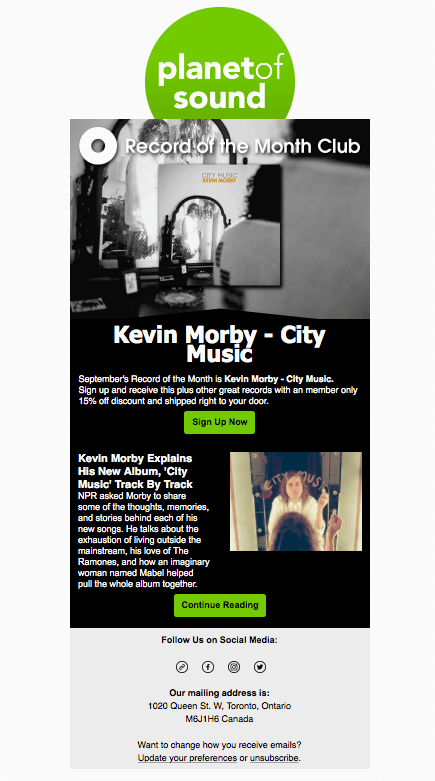 planetof
sound
Record of the Month Club
CITY MUSIC
KEVIN MORBY
Kevin Morby - City
Music
September's Record of the Month is Kevin Morby - City Music.
Sign up and receive this plus other great records with an member only
15% off discount and shipped right to your door.
Sign Up Now
Kevin Morby Explains
His New Album, 'City
Music' Track By Track
NPR asked Morby to share
some of the thoughts, memories,
and stories behind each of his
new songs. He talks about the
exhaustion of living outside the
mainstream, his love of The
Ramones, and how an imaginary
woman named Mabel helped
pull the whole album together.
CITY MUSIC
Continue Reading
Follow Us on Social Media:
Our mailing address is:
1020 Queen St. W, Toronto, Ontario
M6J1H6 Canada
Want to change how you receive emails?
Update your preferences or unsubscribe.